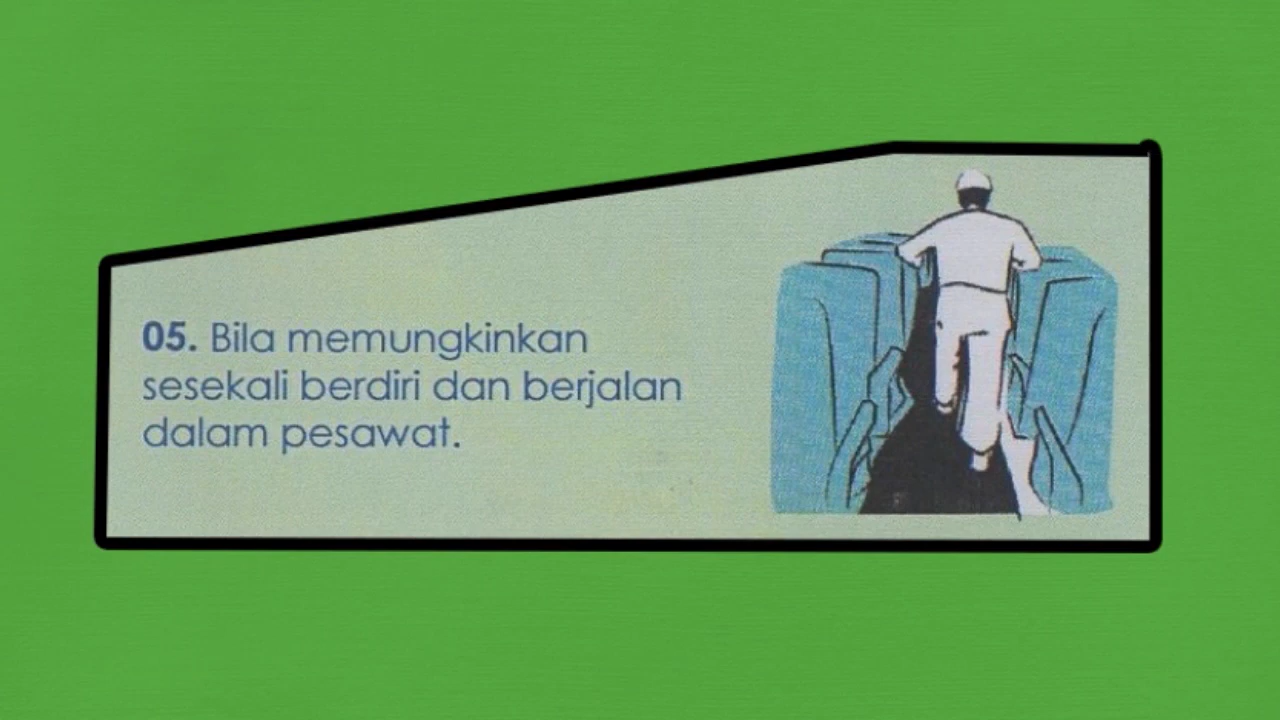 05. Bila memungkinkan
sesekali berdiri dan berjalan
dalam pesawat.